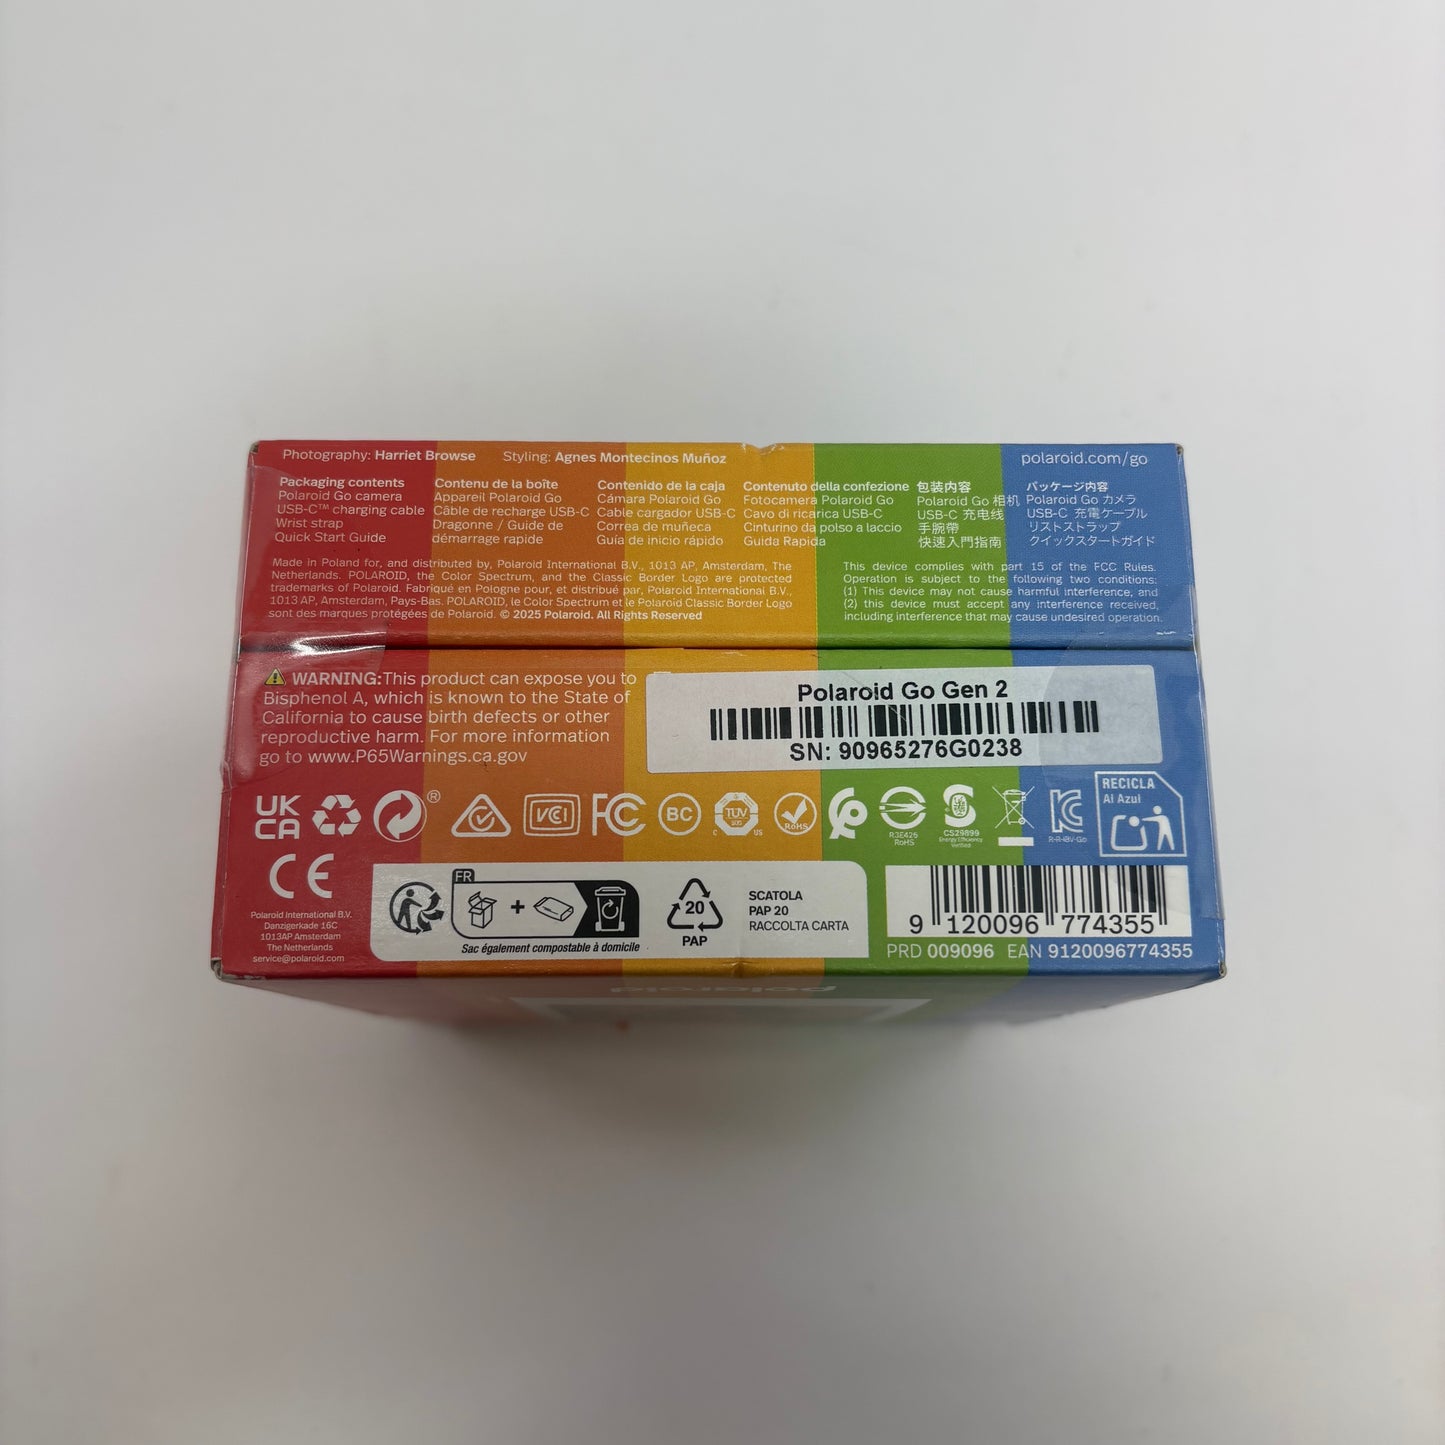 Photography: Harriet Browse Styling: Agnes Montecinos Muñoz
polaroid.com/go
Packaging contents
Polaroid Go camera
USB-C™ charging cable
Wrist strap
Quick Start Guide
Contenu de la boîte
Appareil Polaroid Go
Câble de recharge USB-C
Dragonne / Guide de
démarrage rapide
Contenido de la caja
Cámara Polaroid Go
Cable cargador USB-C
Correa de muñeca
Guía de inicio rápido
Contenuto della confezione
Fotocamera Polaroid Go
Cavo di ricarica USB-C
Cinturino da polso a laccio
Guida Rapida
包装内容
Polaroid Go 相机
USB-C 充电线
手腕帶
快速入門指南
パッケージ内容
Polaroid Go カメラ
USB-C 充電ケーブル
リストストラップ
クイックスタートガイド
Made in Poland for, and distributed by, Polaroid International B.V., 1013 AP, Amsterdam, The
Netherlands. POLAROID, the Color Spectrum, and the Classic Border Logo are protected
trademarks of Polaroid. Fabriqué en Pologne pour, et distribué par, Polaroid International B.V.,
1013 AP, Amsterdam, Pays-Bas. POLAROID, le Color Spectrum et le Polaroid Classic Border Logo
sont des marques protégées de Polaroid. © 2025 Polaroid. All Rights Reserved
This device complies with part 15 of the FCC Rules.
Operation is subject to the following two conditions:
(1) This device may not cause harmful interference, and
(2) this device must accept any interference received,
including interference that may cause undesired operation.
WARNING: This product can expose you to
Bisphenol A, which is known to the State of
California to cause birth defects or other
reproductive harm. For more information
go to www.P65Warnings.ca.gov
Polaroid Go Gen 2
SN: 90965276G0238
UK
CA
®
VCCI
FC
BC
TUV
SUD
C US
RoHS
R3E426
RoHS
CS29899
Energy Efficiency
Verified
R-R-IBV-Go
RECICLA
Al Azul
CE
Polaroid International B.V.
Danzigerkade 16C
1013AP Amsterdam
The Netherlands
service@polaroid.com
FR
+
Sac également compostable à domicile
20
PAP
SCATOLA
PAP 20
RACCOLTA CARTA
9 120096 774355
PRD 009096 EAN 9120096774355
polaroid